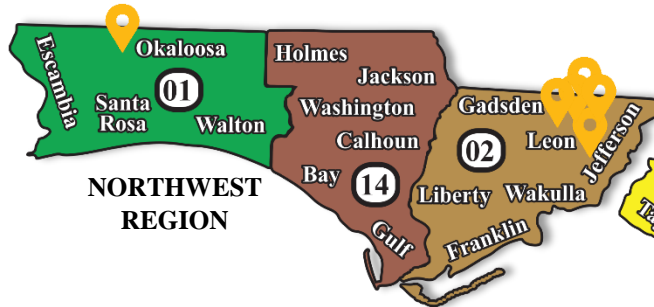 Escambia
Okaloosa
01
Santa
Rosa
Walton
Holmes
Jackson
Washington
Calhoun
Bay
14
Gulf
Gadsden
Leon
Jefferson
02
Liberty
Wakulla
Franklin
NORTHWEST
REGION